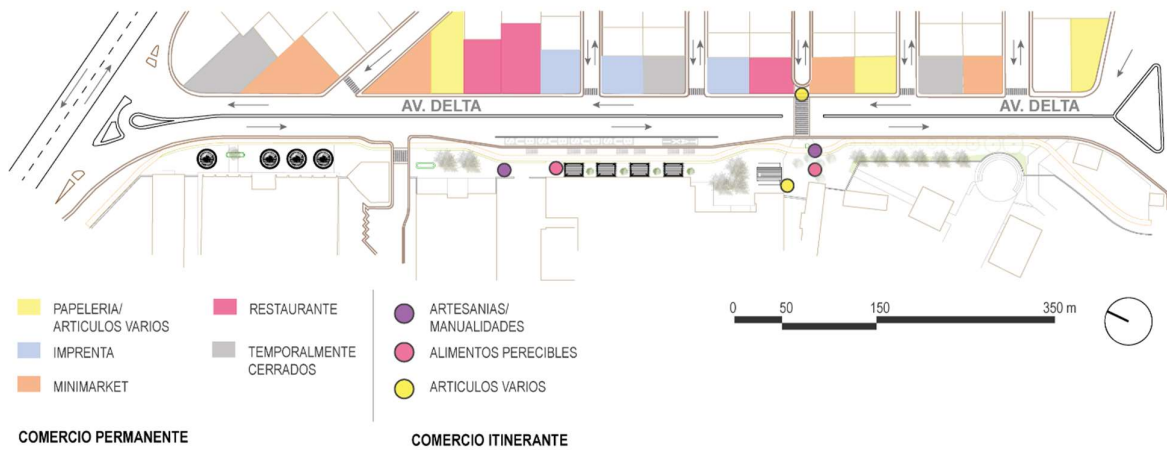 AV. DELTA
AV. DELTA
PAPELERIA/
ARTICULOS VARIOS
IMPRENTA
MINIMARKET
RESTAURANTE
TEMPORALMENTE
CERRADOS
COMERCIO PERMANENTE
ARTESANIAS/
MANUALIDADES
ALIMENTOS PERECIBLES
ARTICULOS VARIOS
COMERCIO ITINERANTE
0 50 150 350 m